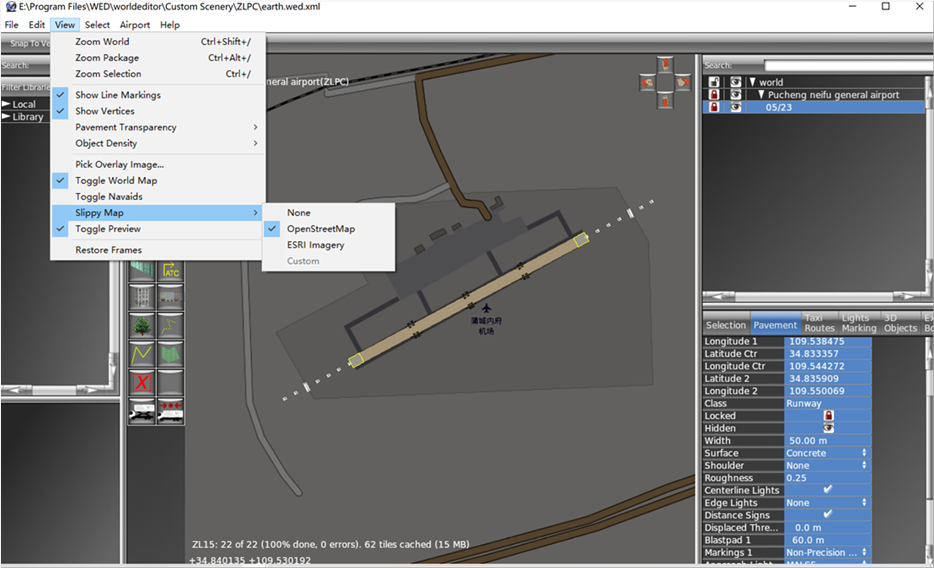 E:\Program Files\WED\worldeditor\Custom Scenery\ZLPC\earth.wed.xml
File Edit View Select Airport Help
Snap To Ve
Search:
Filter Librarie
Local
Library
Zoom World Ctrl+Shift+/
Zoom Package Ctrl+Alt+/
Zoom Selection Ctrl+/
Show Line Markings
Show Vertices
Pavement Transparency
Object Density
Pick Overlay Image...
Toggle World Map
Toggle Navaids
Slippy Map
Toggle Preview
Restore Frames
None
OpenStreetMap
ESRI Imagery
Custom
ATC
neral airport(ZLPC)
蒲城内府
机场
ZL15: 22 of 22 (100% done, 0 errors). 62 tiles cached (15 MB)
+34.840135 +109.530192
Search:
world
Pucheng neifu general airport
05/23
Selection Pavement Taxi Routes Lights Marking 3D Objects Ex Bo
Longitude 1 109.538475
Latitude Ctr 34.833357
Longitude Ctr 109.544272
Latitude 2 34.835909
Longitude 2 109.550069
Class Runway
Locked
Hidden
Width 50.00 m
Surface Concrete
Shoulder None
Roughness 0.25
Centerline Lights
Edge Lights None
Distance Signs
Displaced Thre... 0.0 m
Blastpad 1 60.0 m
Markings 1 Non-Precision ...